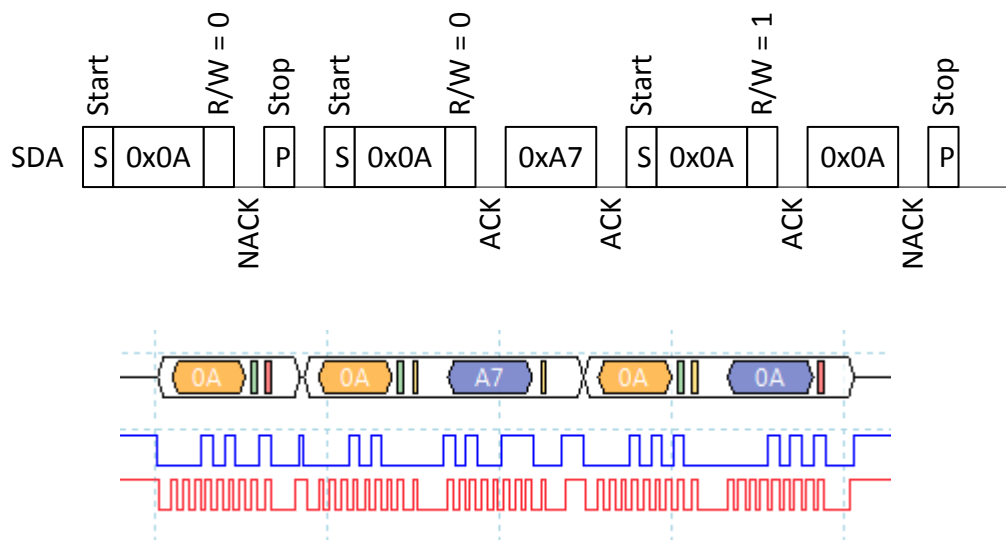 Start R/W = 0 Stop Start R/W = 0 Start R/W = 1 Stop
SDA S 0x0A P S 0x0A 0xA7 S 0x0A 0x0A P
NACK ACK ACK ACK NACK
0A 0A A7 0A 0A